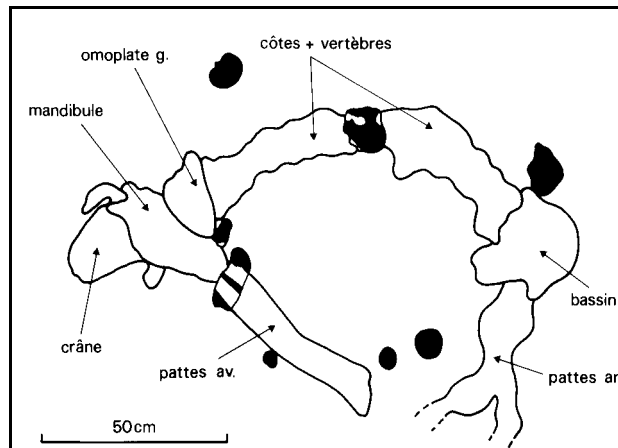 côtes + vertèbres
omoplate g.
mandibule
bassin
crâne
pattes av.
pattes ar
50cm